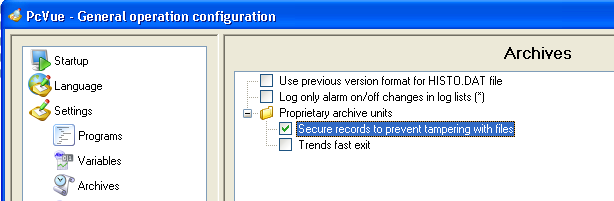 PcVue - General operation configuration
Startup
Language
Settings
Programs
Variables
Archives
Archives
Use previous version format for HISTO.DAT file
Log only alarm on/off changes in log lists (*)
Proprietary archive units
Secure records to prevent tampering with files
Trends fast exit